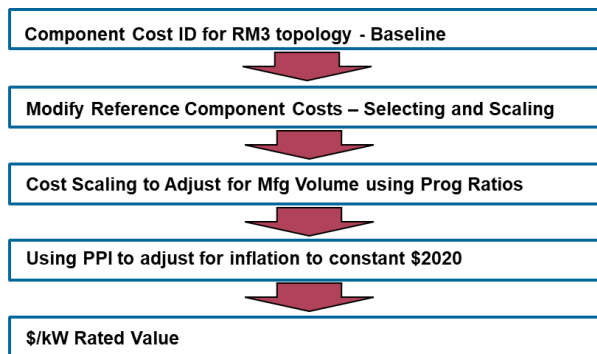 Component Cost ID for RM3 topology - Baseline
Modify Reference Component Costs – Selecting and Scaling
Cost Scaling to Adjust for Mfg Volume using Prog Ratios
Using PPI to adjust for inflation to constant $2020
$/kW Rated Value